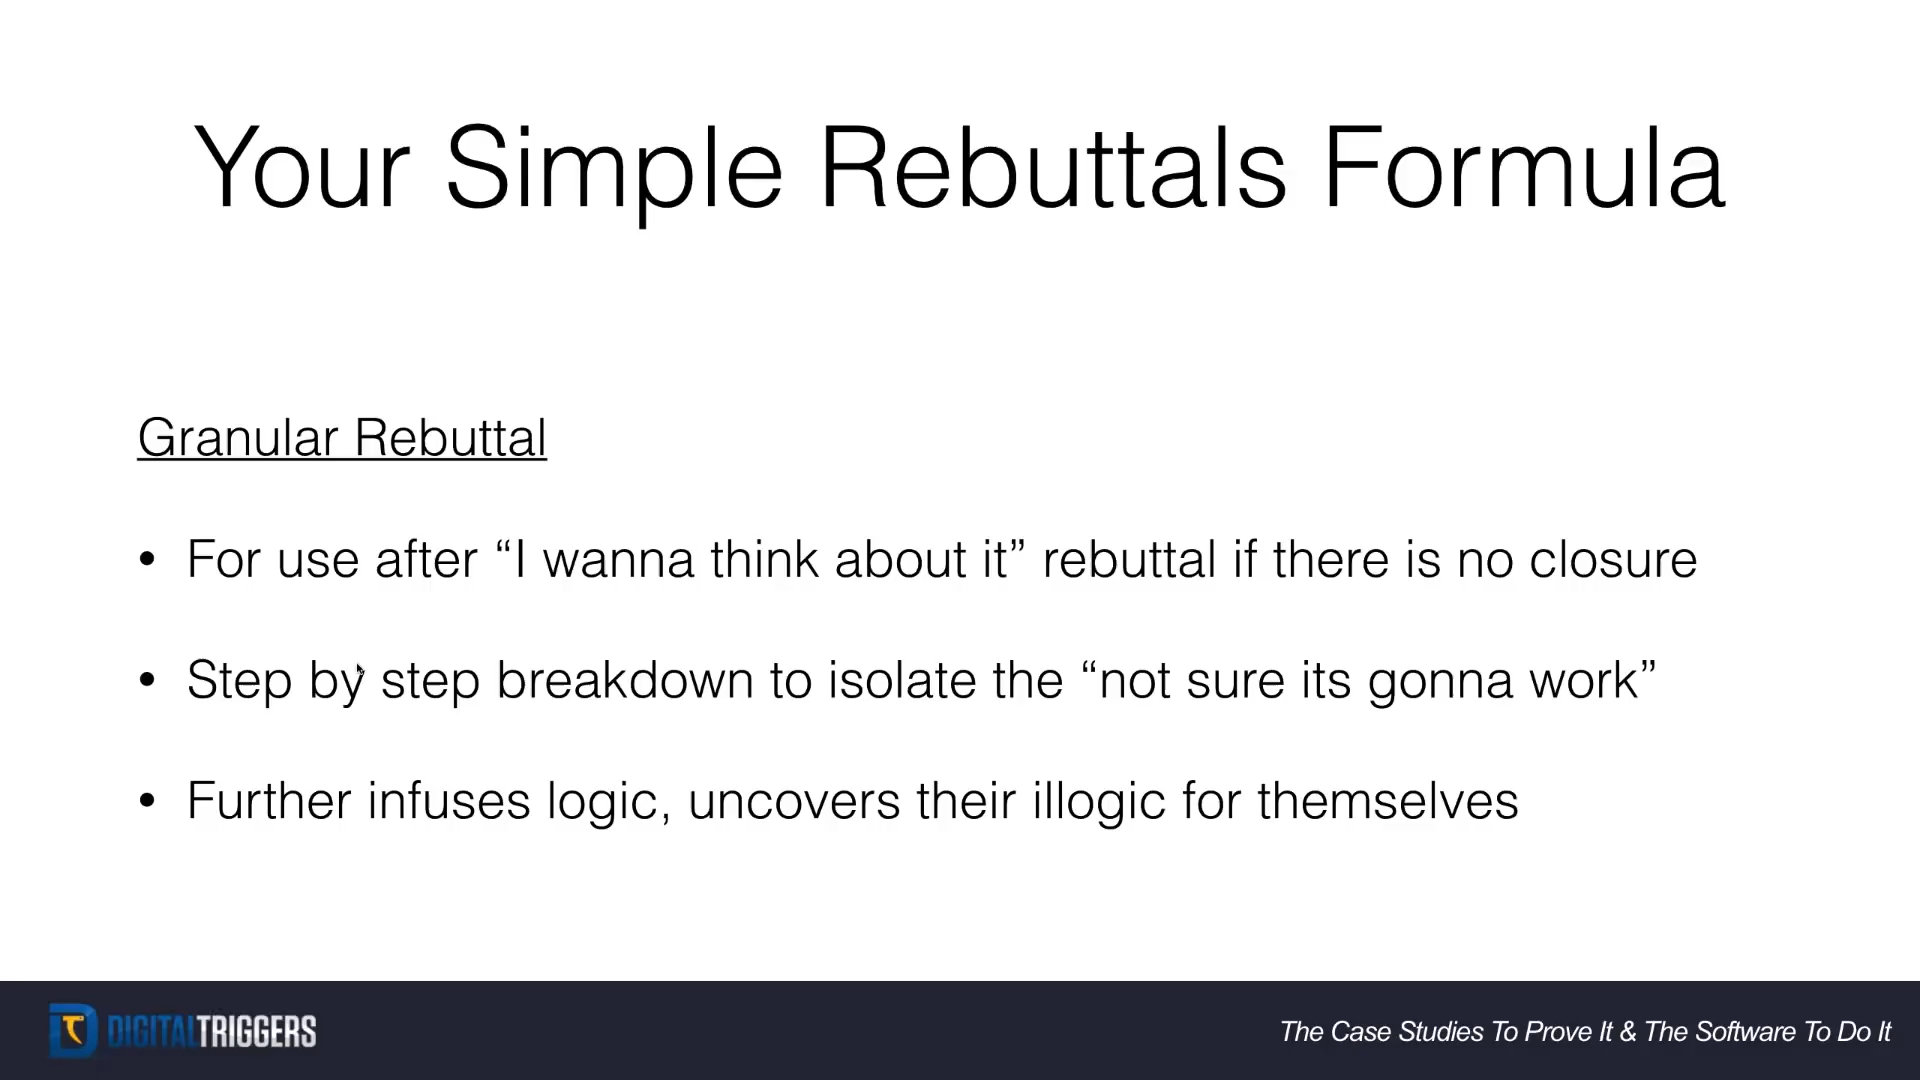 Your Simple Rebuttals Formula
Granular Rebuttal
• For use after “I wanna think about it” rebuttal if there is no closure
• Step by step breakdown to isolate the “not sure its gonna work”
• Further infuses logic, uncovers their illogic for themselves
DIGITALTRIGGERS
The Case Studies To Prove It & The Software To Do It